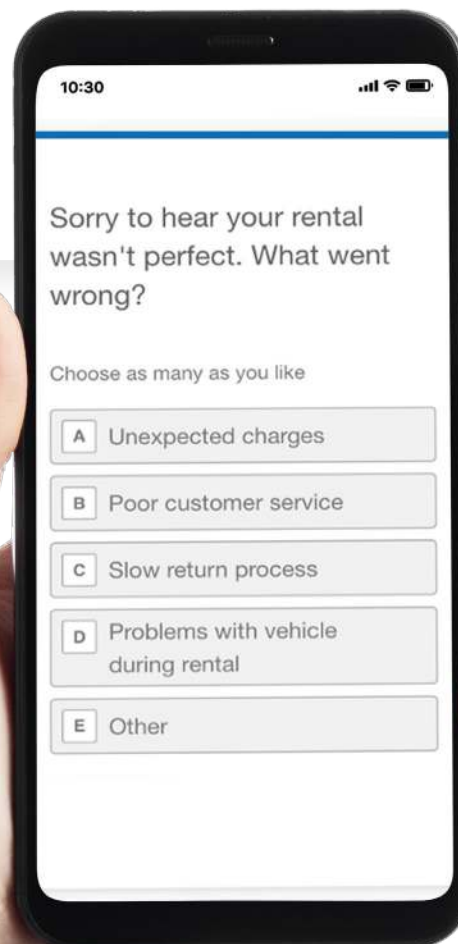 10:30
Sorry to hear your rental
wasn't perfect. What went
wrong?
Choose as many as you like
A Unexpected charges
B Poor customer service
C Slow return process
D Problems with vehicle
during rental
E Other